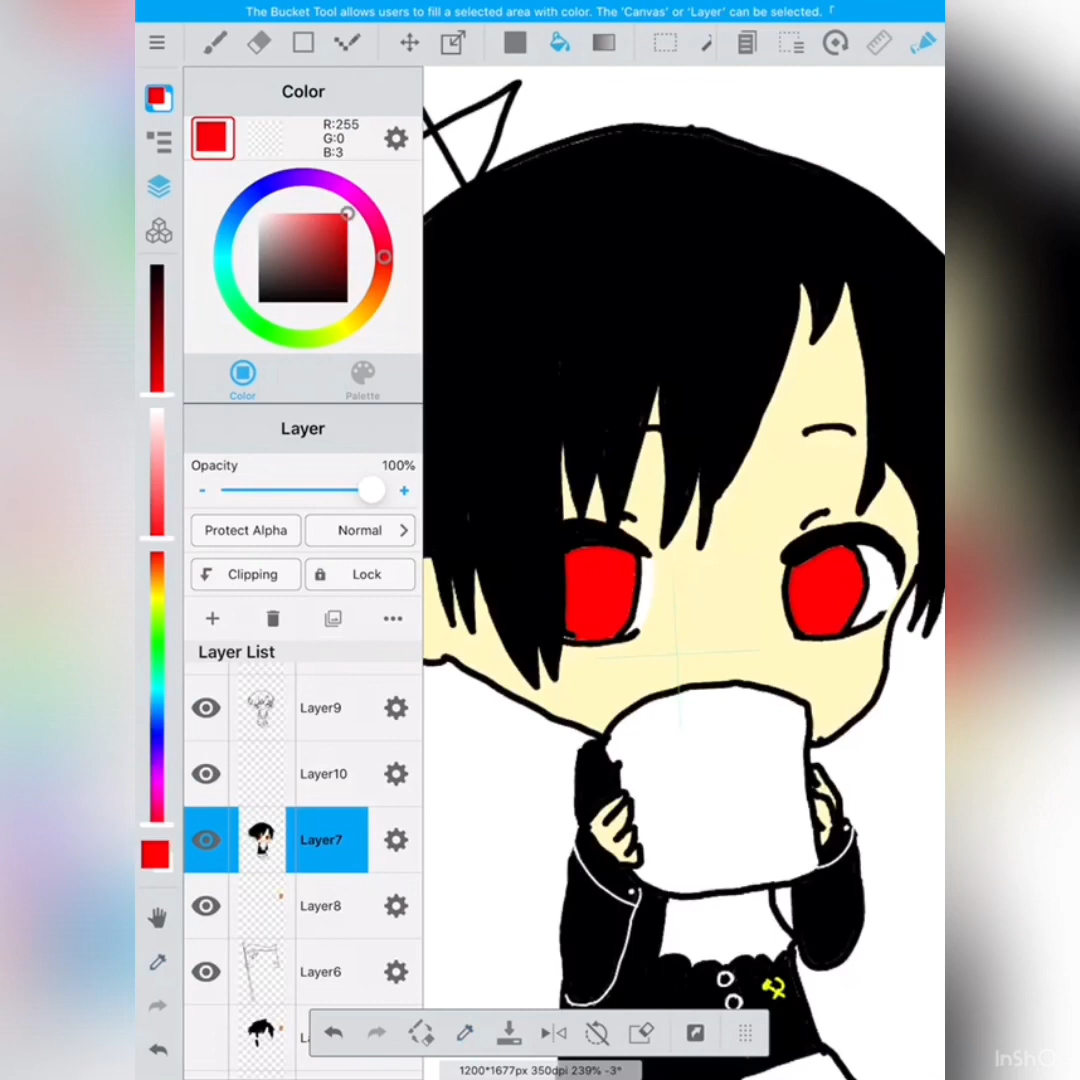 The Bucket Tool allows users to fill a selected area with color. The 'Canvas' or 'Layer' can be selected. 「
Color
R:255
G:0
B:3
Color
Palette
Layer
Opacity
100%
-
+
Protect Alpha
Normal
Clipping
Lock
Layer List
Layer9
Layer10
Layer7
Layer8
Layer6
1200*1677px 350dpi 239% -3°